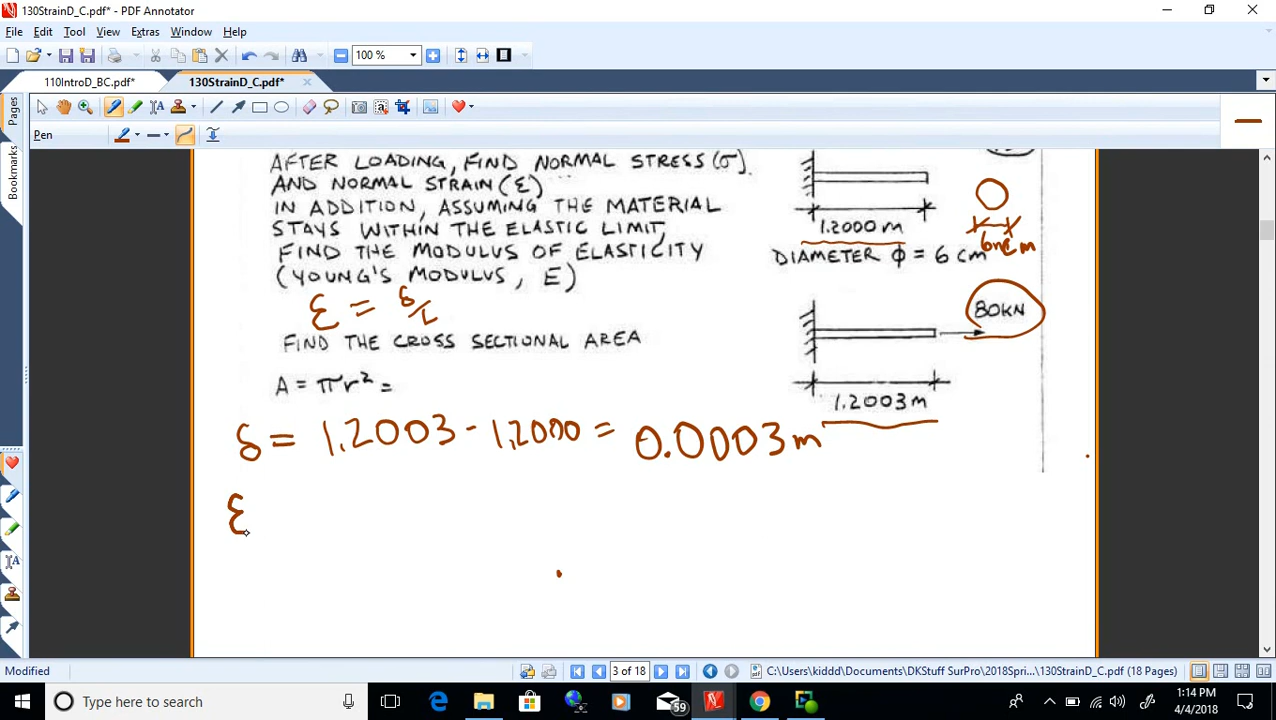 130StrainD_C.pdf* - PDF Annotator
File Edit Tool View Extras Window Help
100 %
110IntroD_BC.pdf* 130StrainD_C.pdf*
Pen
Pages
Bookmarks
AFTER LOADING, FIND NORMAL STRESS (σ)
AND NORMAL STRAIN (ε)
IN ADDITION, ASSUMING THE MATERIAL
STAYS WITHIN THE ELASTIC LIMIT,
FIND THE MODULUS OF ELASTICITY
(YOUNG'S MODULUS, E)
ε = δ/L
FIND THE CROSS SECTIONAL AREA
A = πr² =
1.2000 m
DIAMETER ϕ = 6 cm
80KN
1.2003 m
δ = 1.2003 - 1.2000 = 0.0003 m
ε
Modified
3 of 18
C:\Users\kiddd\Documents\DKStuff SurPro\2018Spri...\130StrainD_C.pdf (18 Pages)
Type here to search
59
1:14 PM
4/4/2018